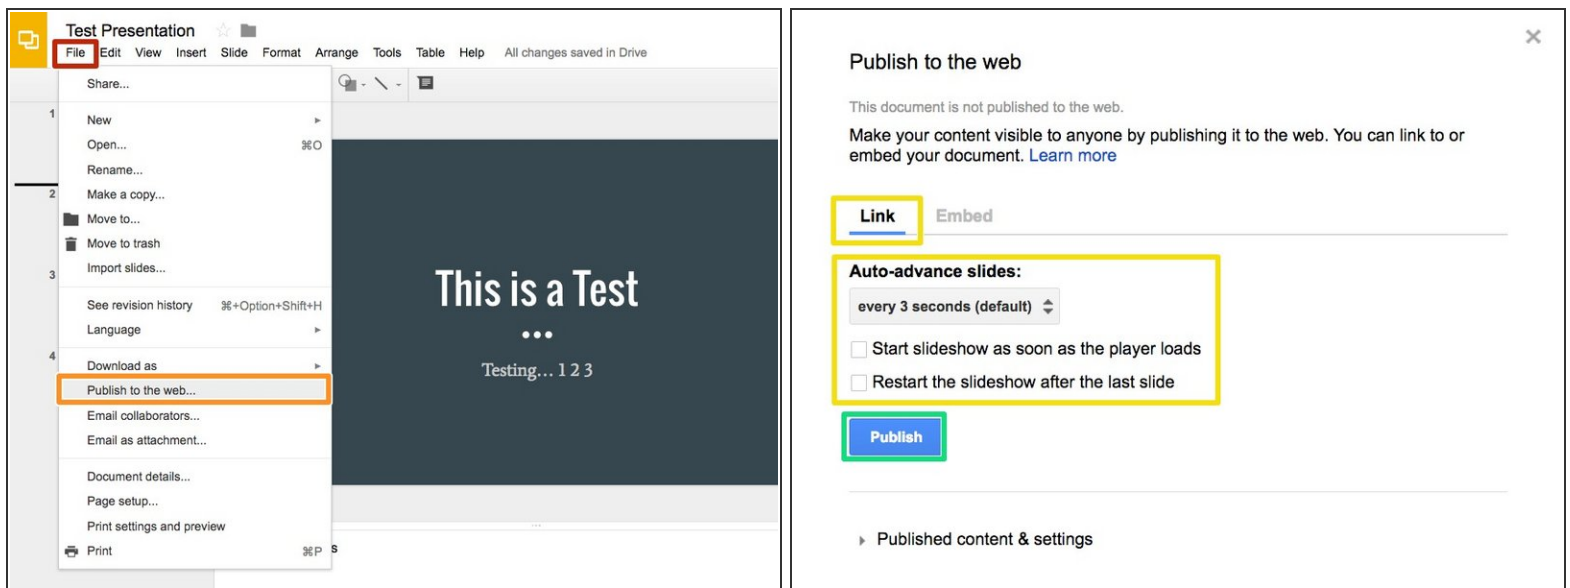 Test Presentation
File Edit View Insert Slide Format Arrange Tools Table Help All changes saved in Drive
Share...
New
Open... ⌘O
Rename...
Make a copy...
Move to...
Move to trash
Import slides...
See revision history ⌘+Option+Shift+H
Language
Download as
Publish to the web...
Email collaborators...
Email as attachment...
Document details...
Page setup...
Print settings and preview
Print ⌘P
s
1
2
3
4
This is a Test
Testing... 1 2 3
Publish to the web
This document is not published to the web.
Make your content visible to anyone by publishing it to the web. You can link to or
embed your document. Learn more
Link Embed
Auto-advance slides:
every 3 seconds (default)
Start slideshow as soon as the player loads
Restart the slideshow after the last slide
Publish
Published content & settings